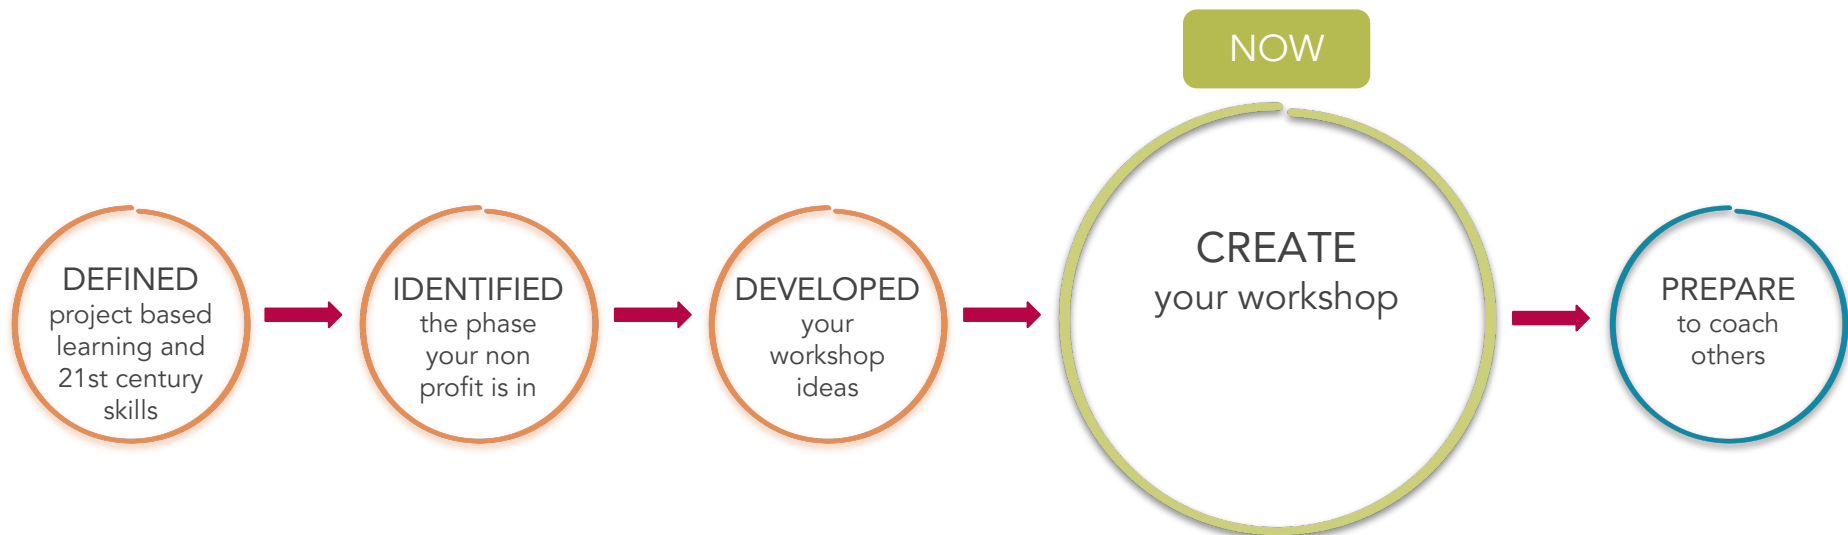 NOW
DEFINED
project based
learning and
21st century
skills
IDENTIFIED
the phase
your non
profit is in
DEVELOPED
your
workshop
ideas
CREATE
your workshop
PREPARE
to coach
others